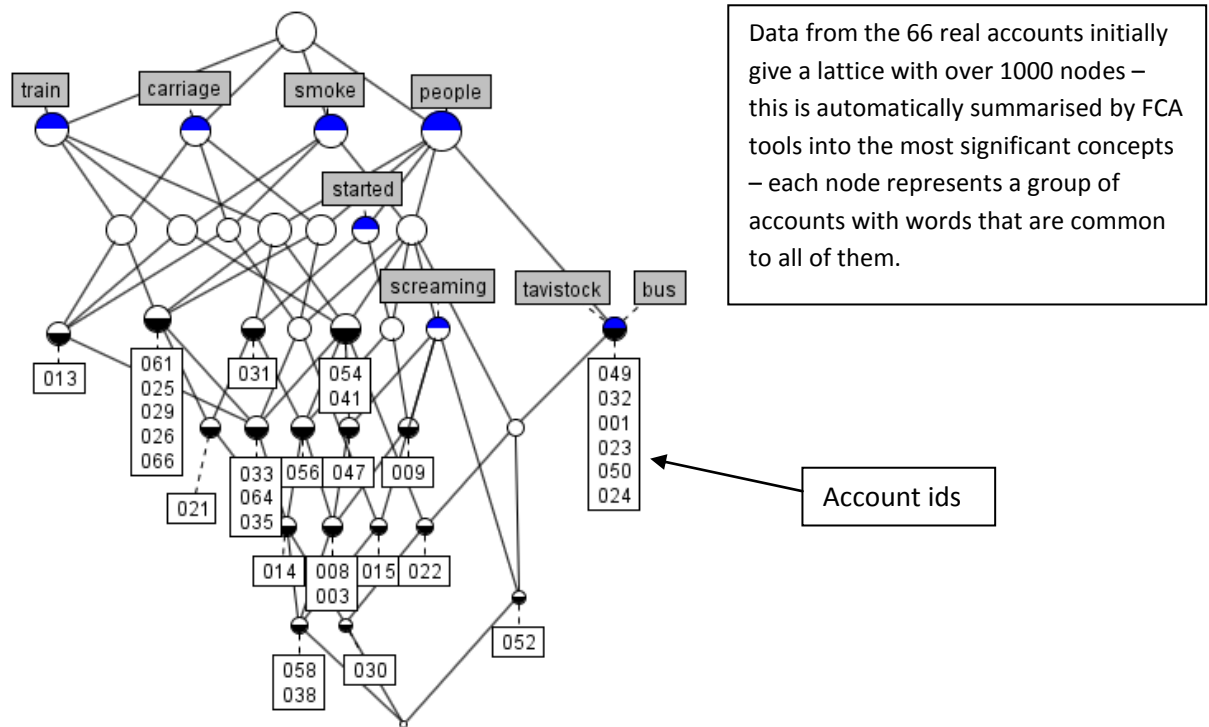 train
carriage
smoke
people
Data from the 66 real accounts initially
give a lattice with over 1000 nodes –
this is automatically summarised by FCA
tools into the most significant concepts
– each node represents a group of
accounts with words that are common
to all of them.
started
screaming
tavistock
bus
013
061
025
029
026
066
031
054
041
049
032
001
023
050
024
021
033
064
035
056
047
009
Account ids
014
008
003
015
022
052
058
038
030